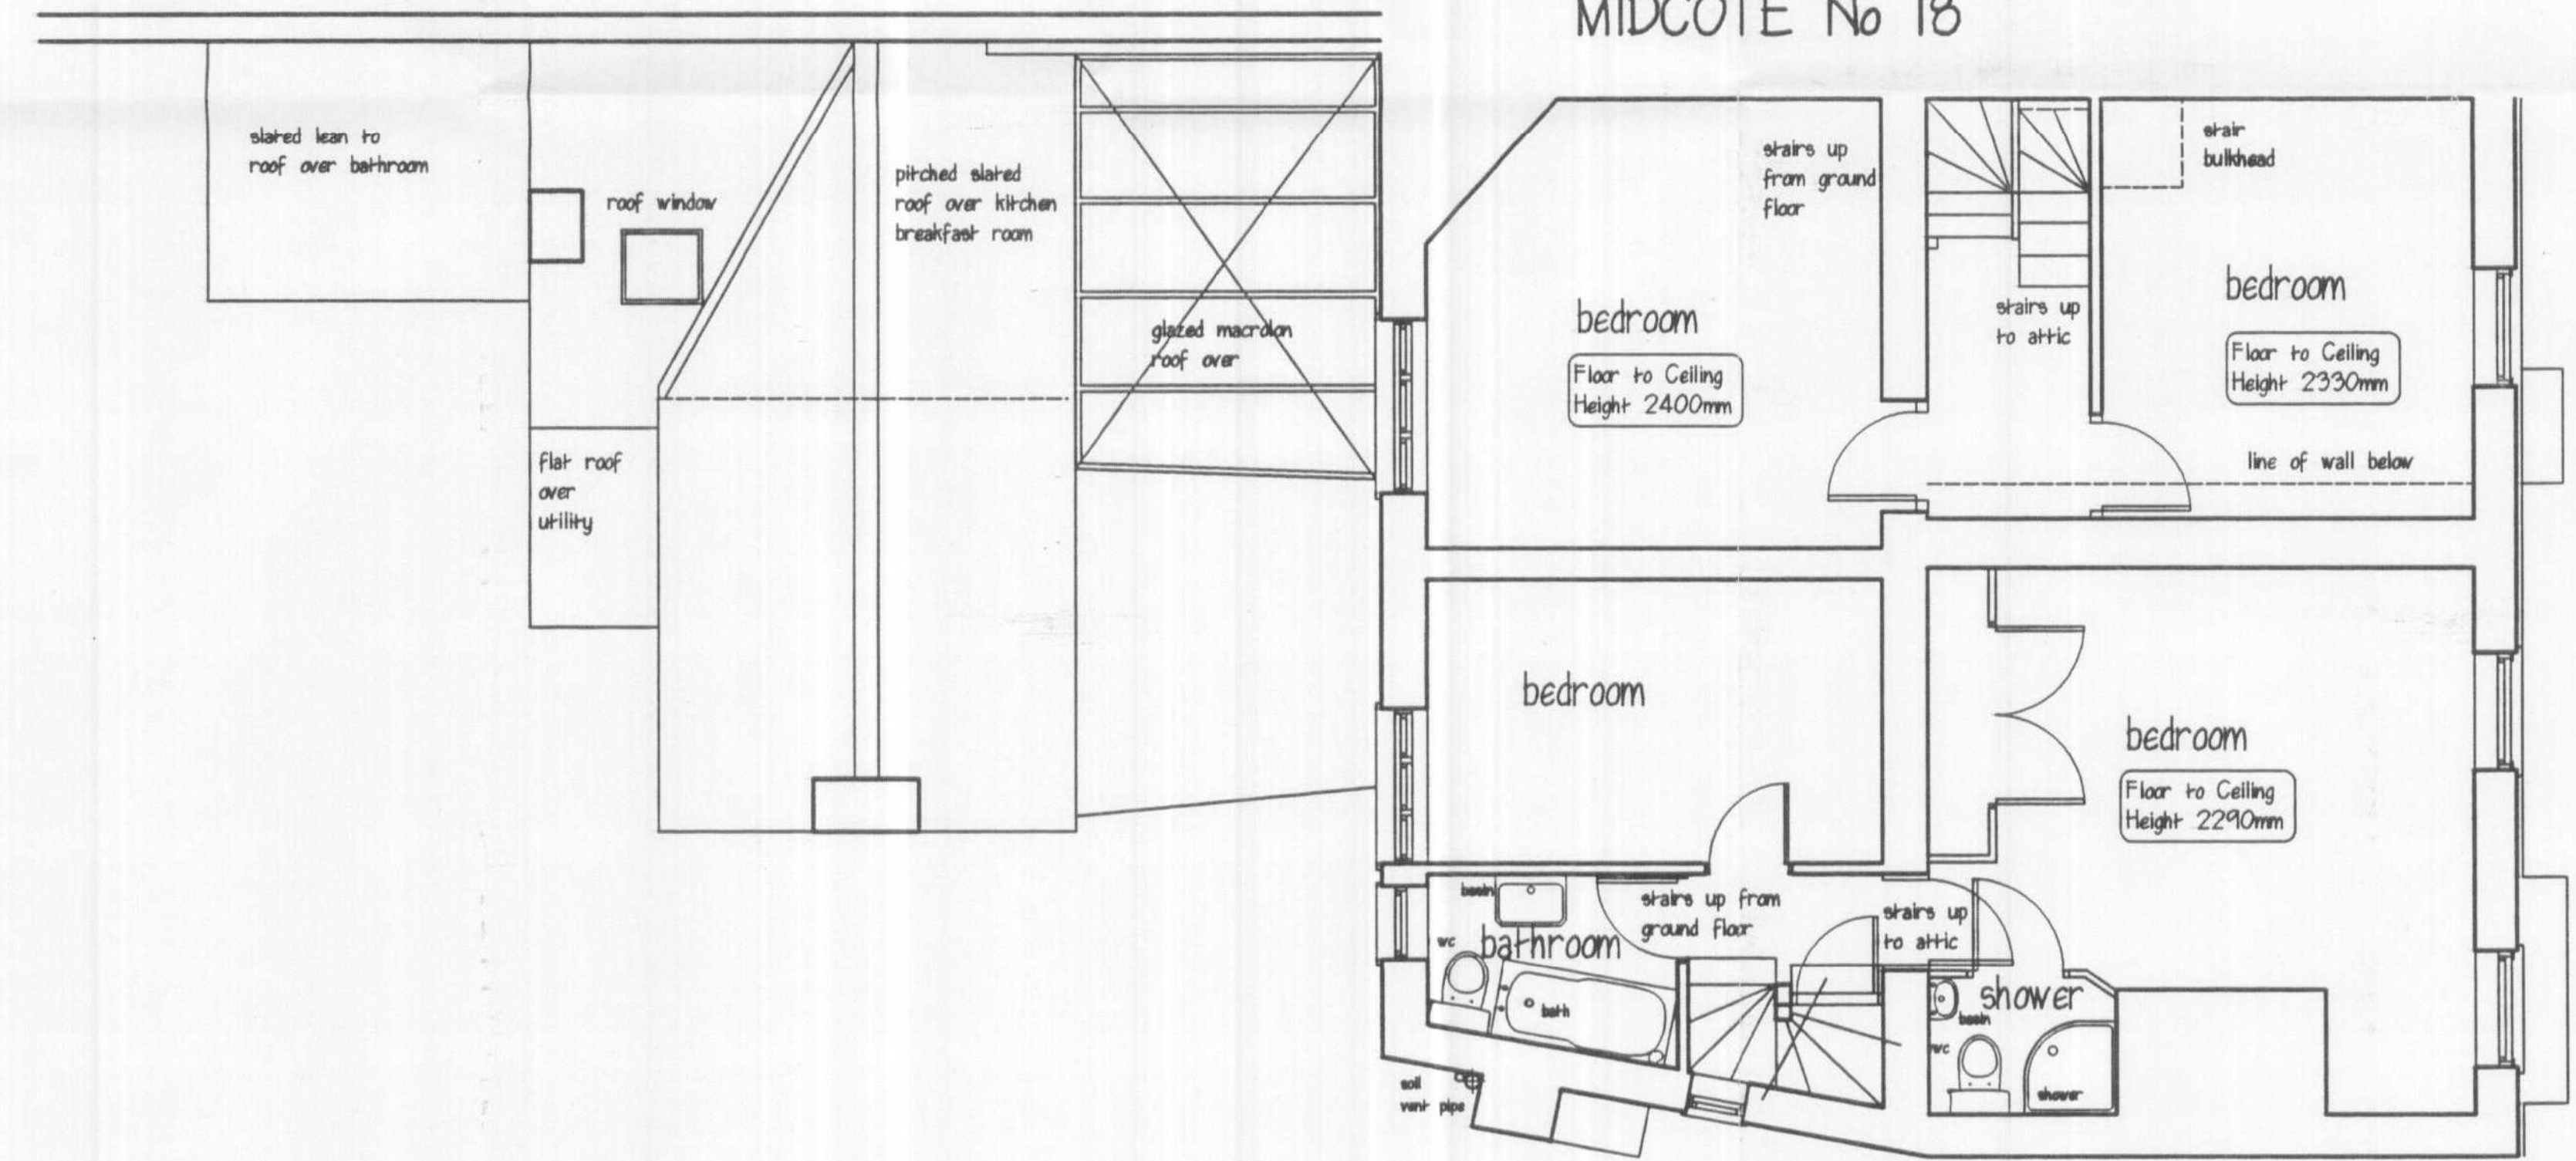 MIDCOTE No 18
slated lean to
roof over bathroom
roof window
pitched slated
roof over kitchen
breakfast room
glazed macrolon
roof over
flat roof
over
utility
stairs up
from ground
floor
bedroom
Floor to Ceiling
Height 2400mm
stairs up
to attic
stair
bulkhead
bedroom
Floor to Ceiling
Height 2330mm
line of wall below
bedroom
bedroom
Floor to Ceiling
Height 2290mm
basin
wc
bathroom
bath
stairs up from
ground floor
stairs up
to attic
shower
basin
wc
shower
soil
vent pipe